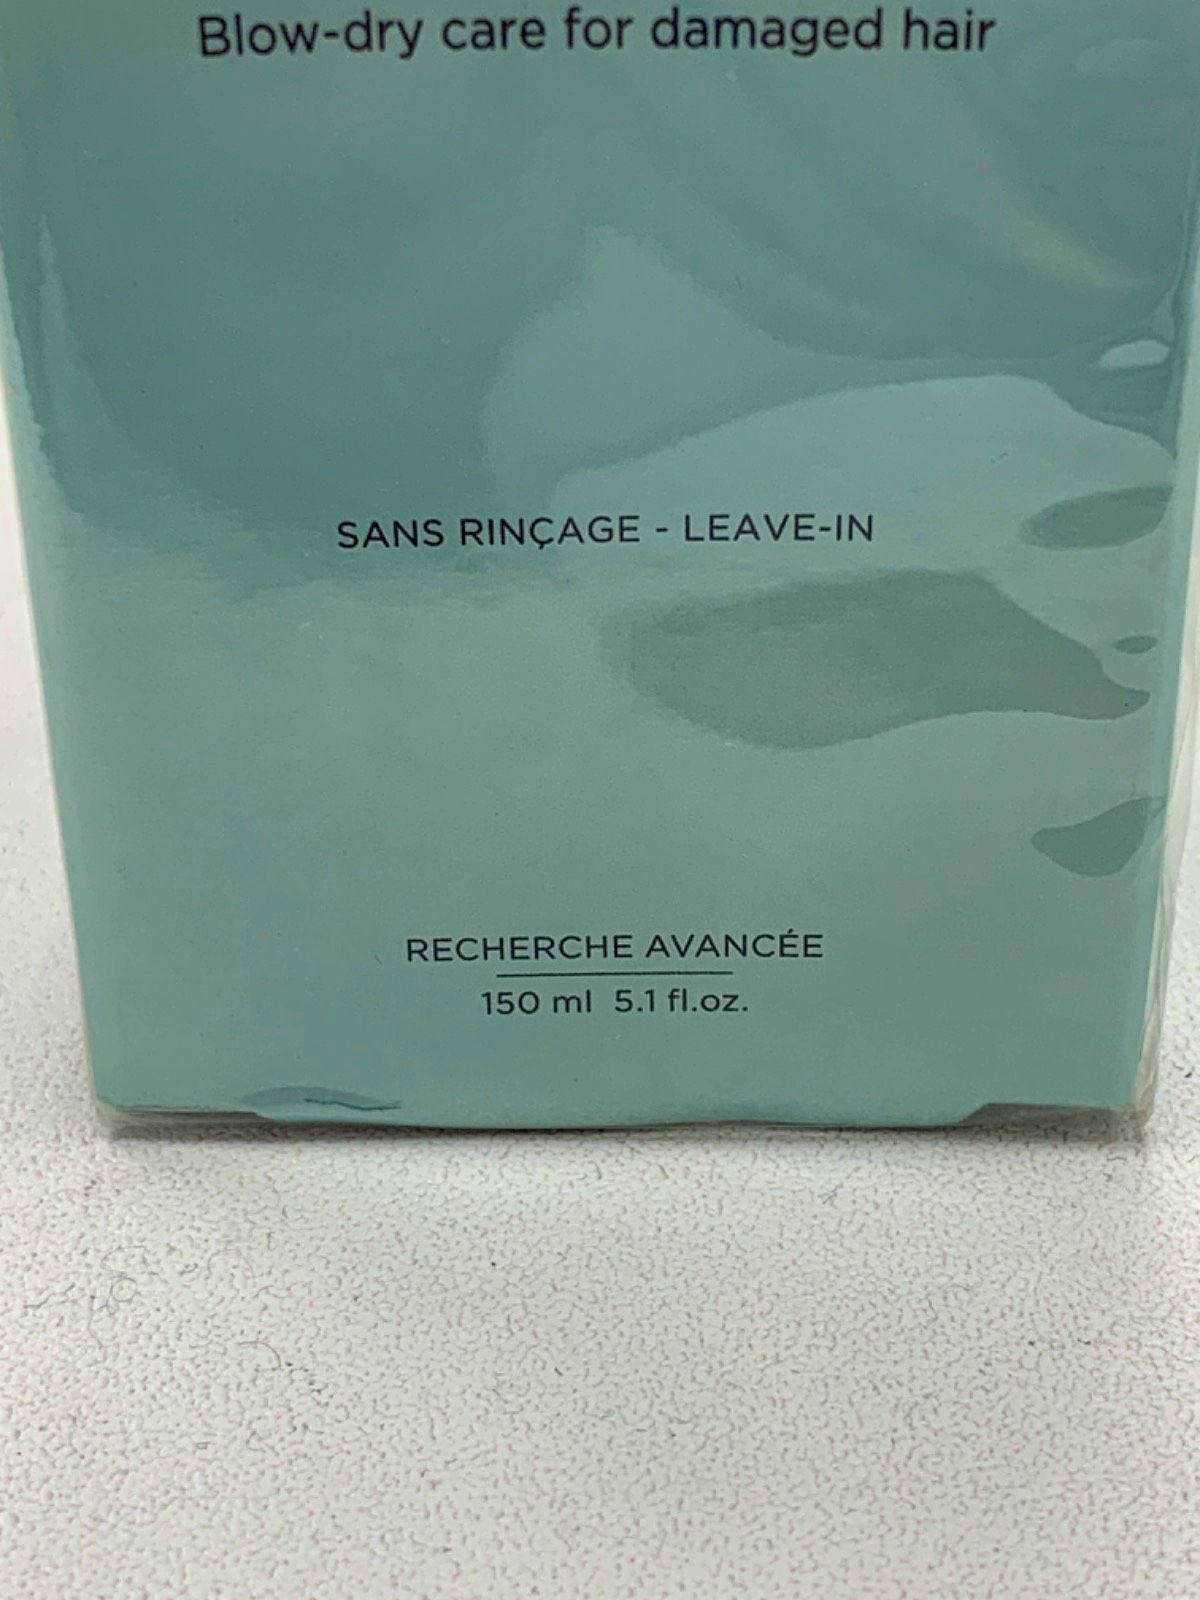 Blow-dry care for damaged hair
SANS RINÇAGE - LEAVE-IN
RECHERCHE AVANCÉE
150 ml 5.1 fl.oz.